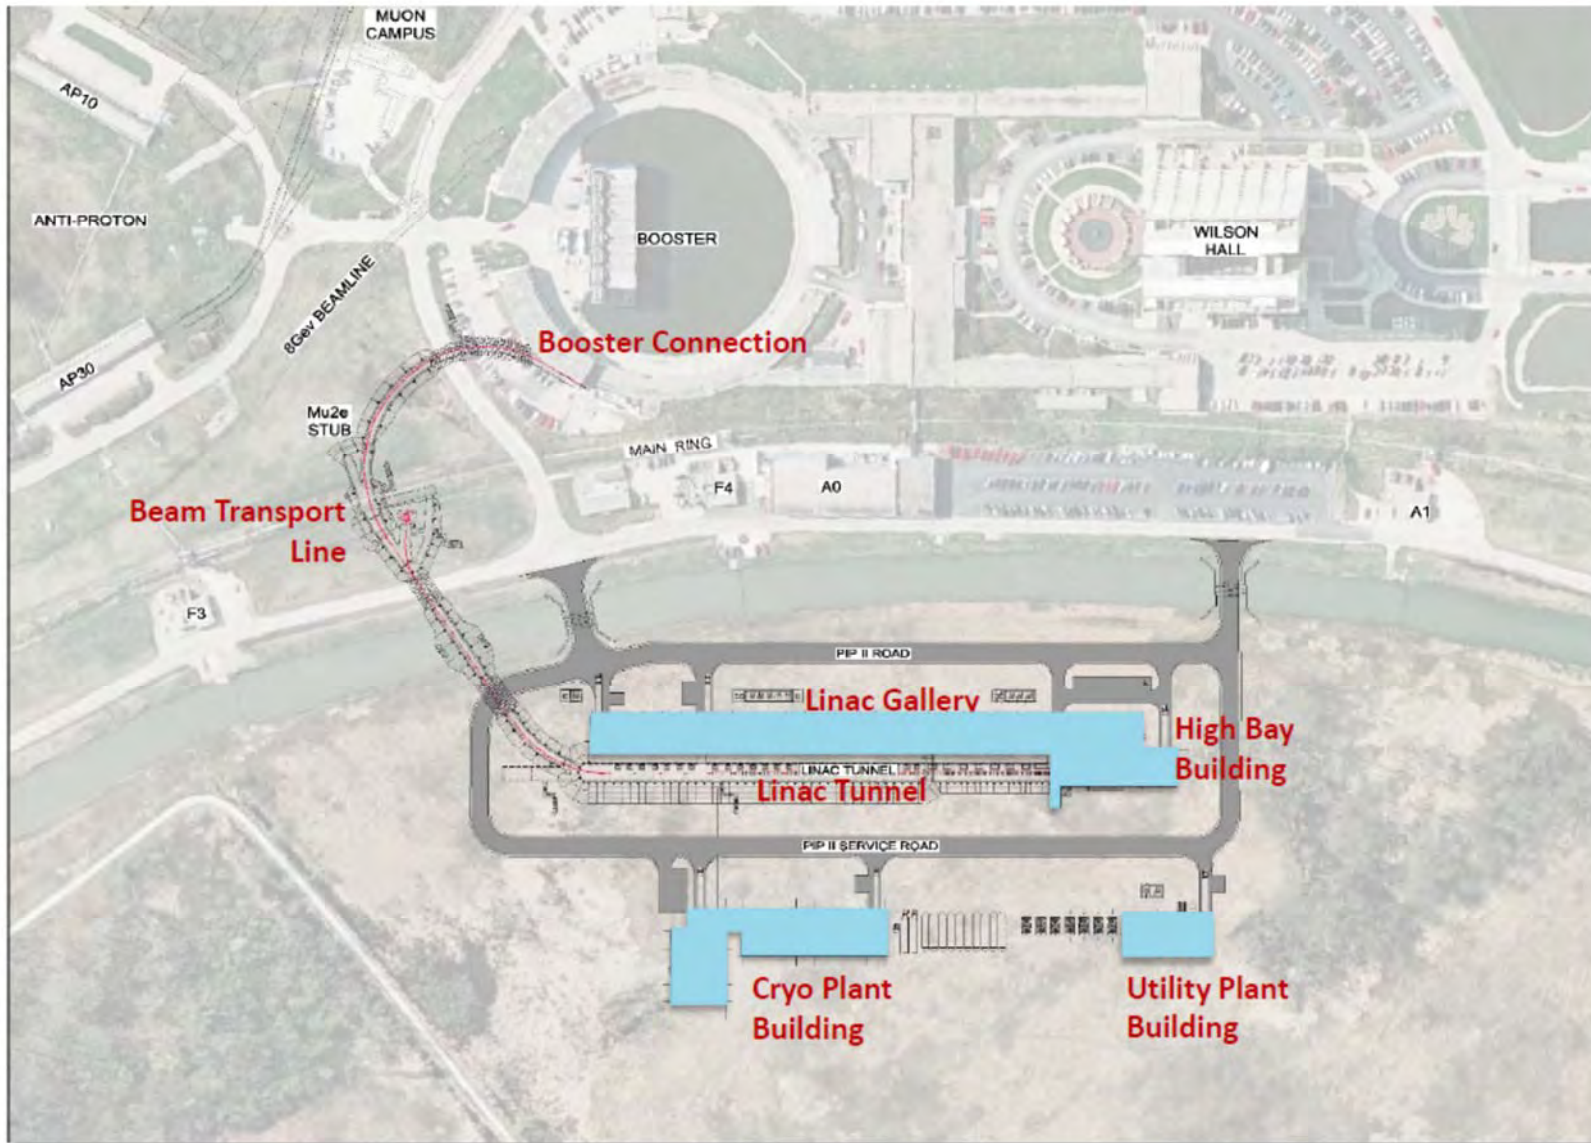 MUON
CAMPUS
AP10
ANTI-PROTON
BOOSTER
WILSON
HALL
8Gev BEAMLINE
Booster Connection
AP30
Mu2e
STUB
MAIN RING
F4
A0
A1
Beam Transport
Line
F3
PIP II ROAD
Linac Gallery
High Bay
Building
LINAC TUNNEL
Linac Tunnel
PIP II SERVICE ROAD
Cryo Plant
Building
Utility Plant
Building